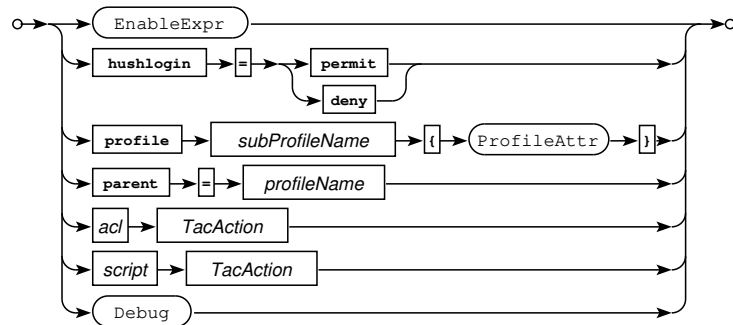 EnableExpr
hushlogin = permit
deny
profile subProfileName { ProfileAttr }
parent = profileName
acl TacAction
script TacAction
Debug